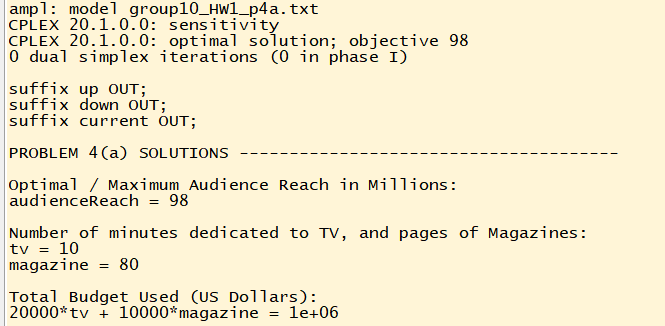 ampl: model group10_HW1_p4a.txt
CPLEX 20.1.0.0: sensitivity
CPLEX 20.1.0.0: optimal solution; objective 98
0 dual simplex iterations (0 in phase I)
suffix up OUT;
suffix down OUT;
suffix current OUT;
PROBLEM 4(a) SOLUTIONS --------------------------------------
Optimal / Maximum Audience Reach in Millions:
audienceReach = 98
Number of minutes dedicated to TV, and pages of Magazines:
tv = 10
magazine = 80
Total Budget Used (US Dollars):
20000*tv + 10000*magazine = 1e+06